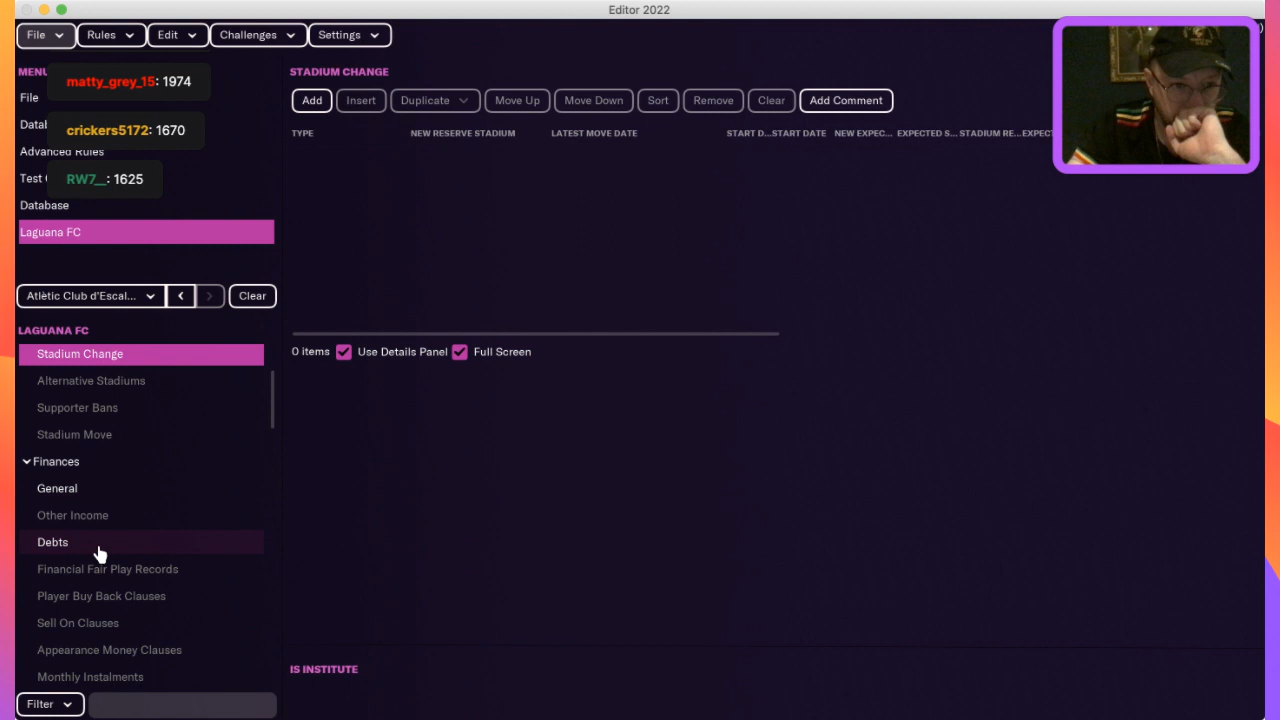 Editor 2022
File Rules Edit Challenges Settings
MENU
matty_grey_15: 1974
File
crickers5172: 1670
Advanced Rules
RW7__: 1625
Database
Laguana FC
Atlètic Club d'Escal... Clear
LAGUANA FC
Stadium Change
Alternative Stadiums
Supporter Bans
Stadium Move
Finances
General
Other Income
Debts
Financial Fair Play Records
Player Buy Back Clauses
Sell On Clauses
Appearance Money Clauses
Monthly Instalments
Filter
STADIUM CHANGE
Add Insert Duplicate Move Up Move Down Sort Remove Clear Add Comment
TYPE NEW RESERVE STADIUM LATEST MOVE DATE START D... START DATE NEW EXPEC... EXPECTED S... STADIUM RE... EXPECT
0 items Use Details Panel Full Screen
IS INSTITUTE